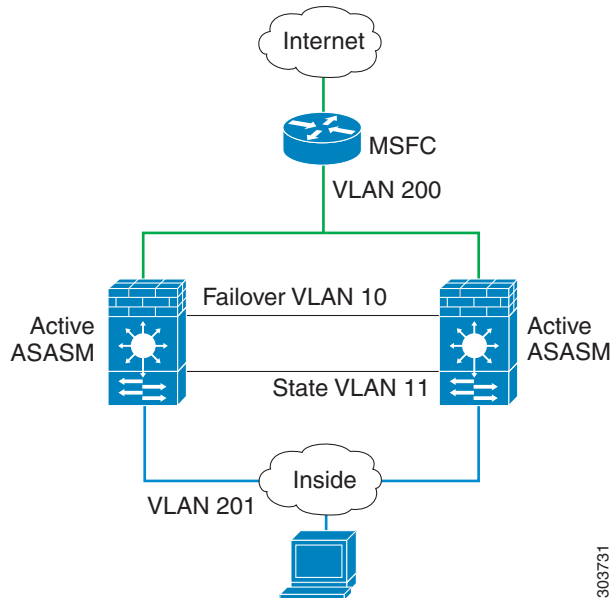 Internet
MSFC
VLAN 200
Failover VLAN 10
Active
ASASM
Active
ASASM
State VLAN 11
Inside
VLAN 201
303731